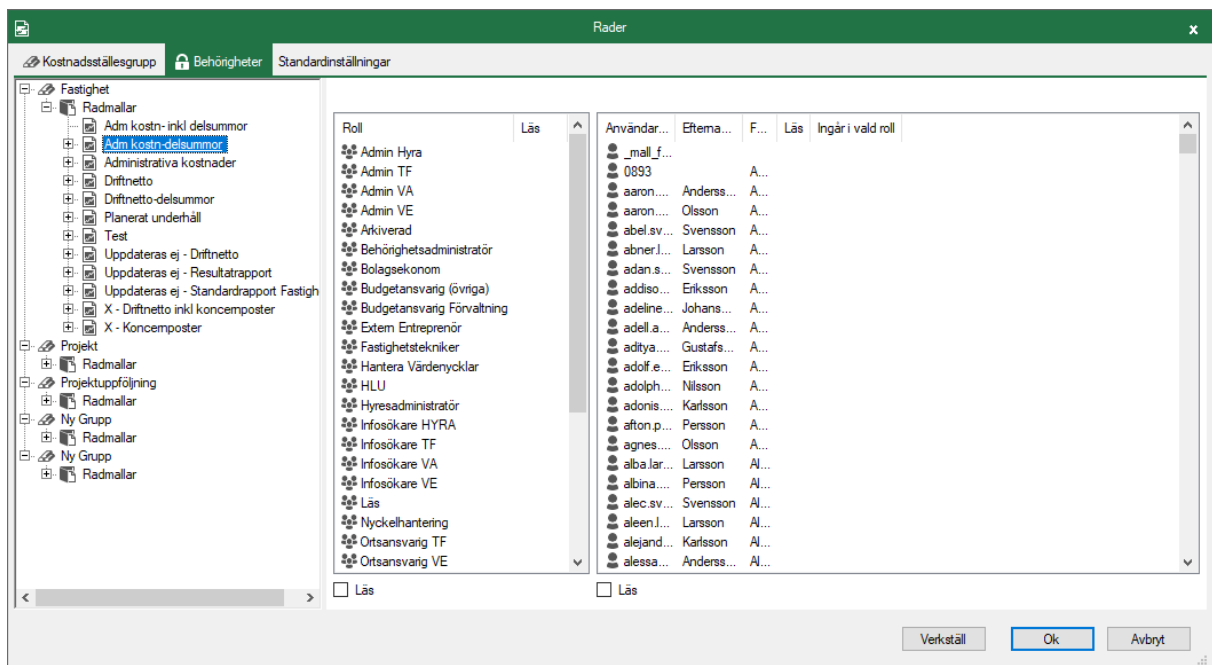 Rader
x
Kostnadsställesgrupp Behörigheter Standardinställningar
Fastighet
Radmallar
Adm kostn- inkl delsummor
Adm kostn-delsummor
Administrativa kostnader
Driftnetto
Driftnetto-delsummor
Planerat underhåll
Test
Uppdateras ej - Driftnetto
Uppdateras ej - Resultatrapport
Uppdateras ej - Standardrapport Fastigh
X - Driftnetto inkl koncernposter
X - Koncernposter
Projekt
Radmallar
Projektuppföljning
Radmallar
Ny Grupp
Radmallar
Ny Grupp
Radmallar
Roll Läs
Admin Hyra
Admin TF
Admin VA
Admin VE
Arkiverad
Behörighetsadministratör
Bolagsekonom
Budgetansvarig (övriga)
Budgetansvarig Förvaltning
Extern Entreprenör
Fastighetstekniker
Hantera Värdenycklar
HLU
Hyresadministratör
Infosökare HYRA
Infosökare TF
Infosökare VA
Infosökare VE
Läs
Nyckelhantering
Ortsansvarig TF
Ortsansvarig VE
Läs
Användar... Efterna... F... Läs Ingår i vald roll
_mall_f...
0893 A...
aaron.... Anderss... A...
aaron.... Olsson A...
abel.sv... Svensson A...
abner.l... Larsson A...
adan.s... Svensson A...
addiso... Eriksson A...
adeline... Johans... A...
adell.a... Anderss... A...
aditya.... Gustafs... A...
adolf.e... Eriksson A...
adolph... Nilsson A...
adonis.... Karlsson A...
afton.p... Persson A...
agnes.... Olsson A...
alba.lar... Larsson Al...
albina.... Persson Al...
alec.sv... Svensson Al...
aleen.l... Larsson Al...
alejand... Karlsson Al...
alessa... Anderss... Al...
Läs
Verkställ Ok Avbryt